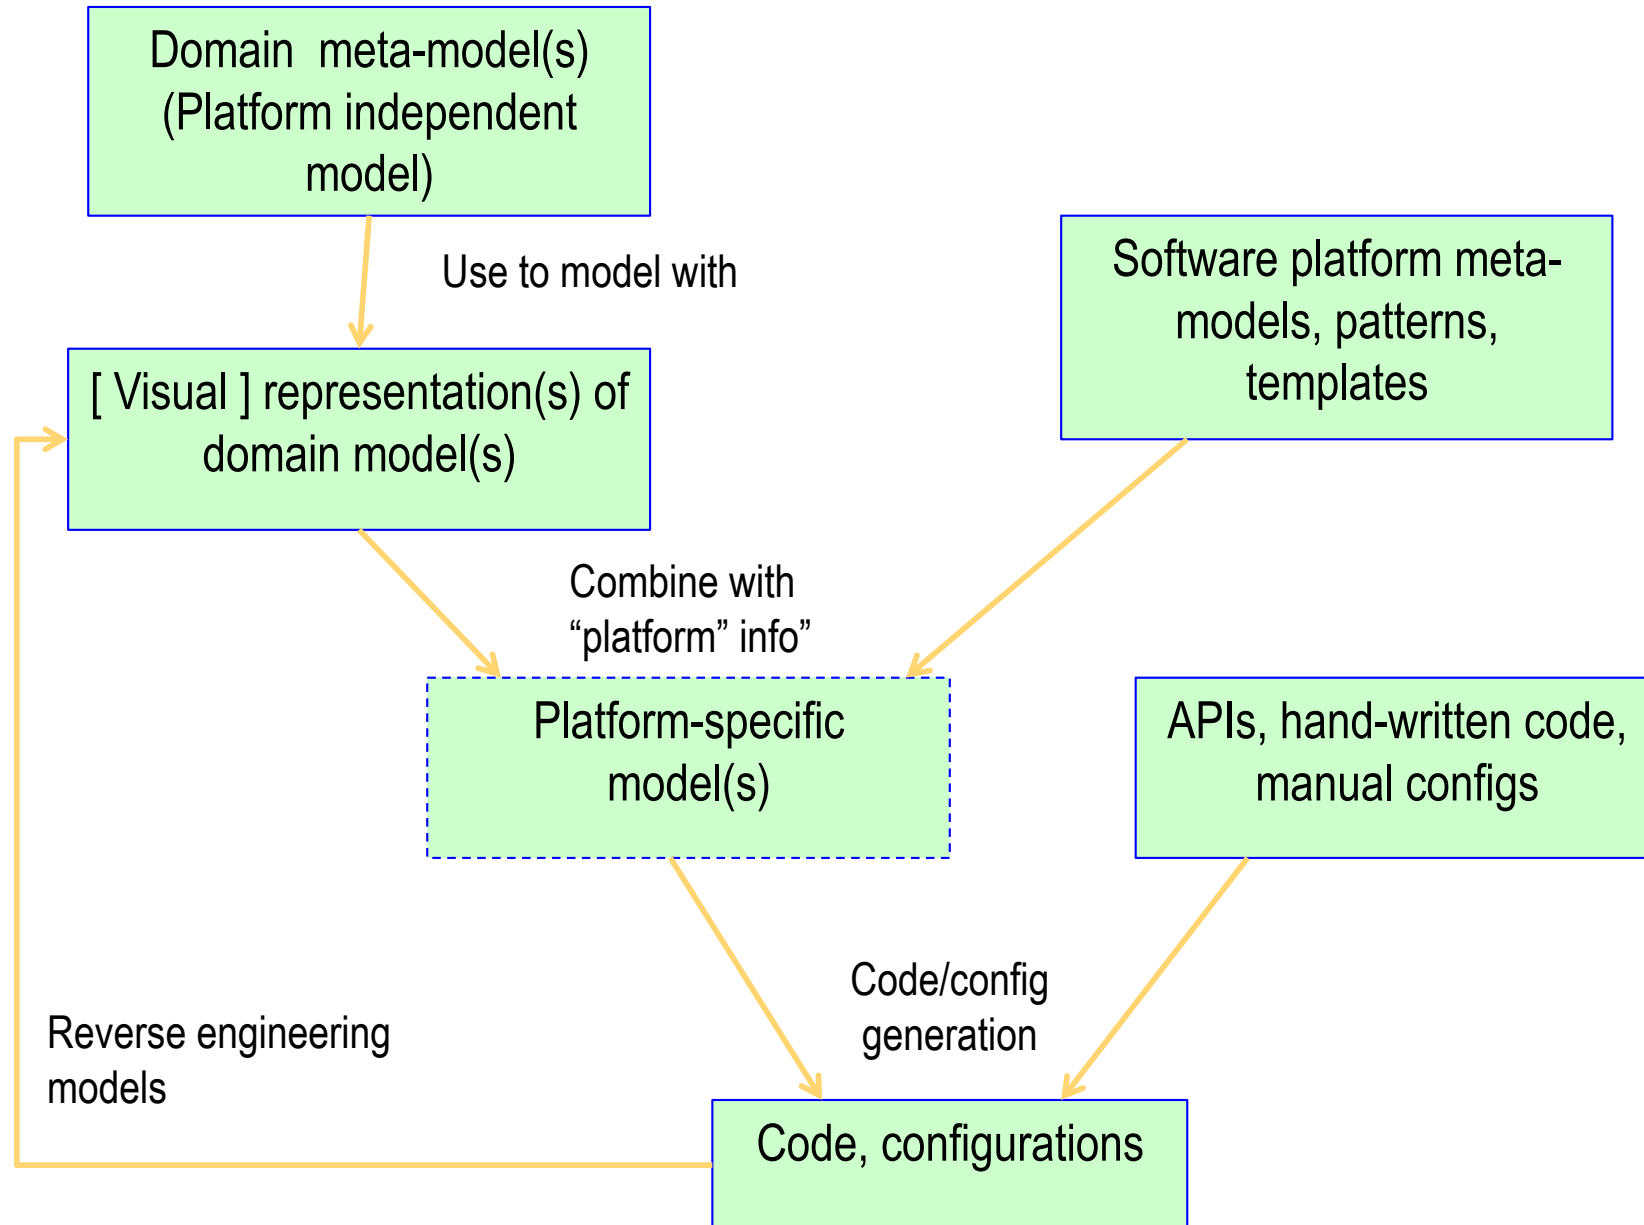 Domain meta-model(s)
(Platform independent
model)
Use to model with
Software platform meta-
models, patterns,
templates
[ Visual ] representation(s) of
domain model(s)
Combine with
“platform” info”
Platform-specific
model(s)
APIs, hand-written code,
manual configs
Code/config
generation
Reverse engineering
models
Code, configurations